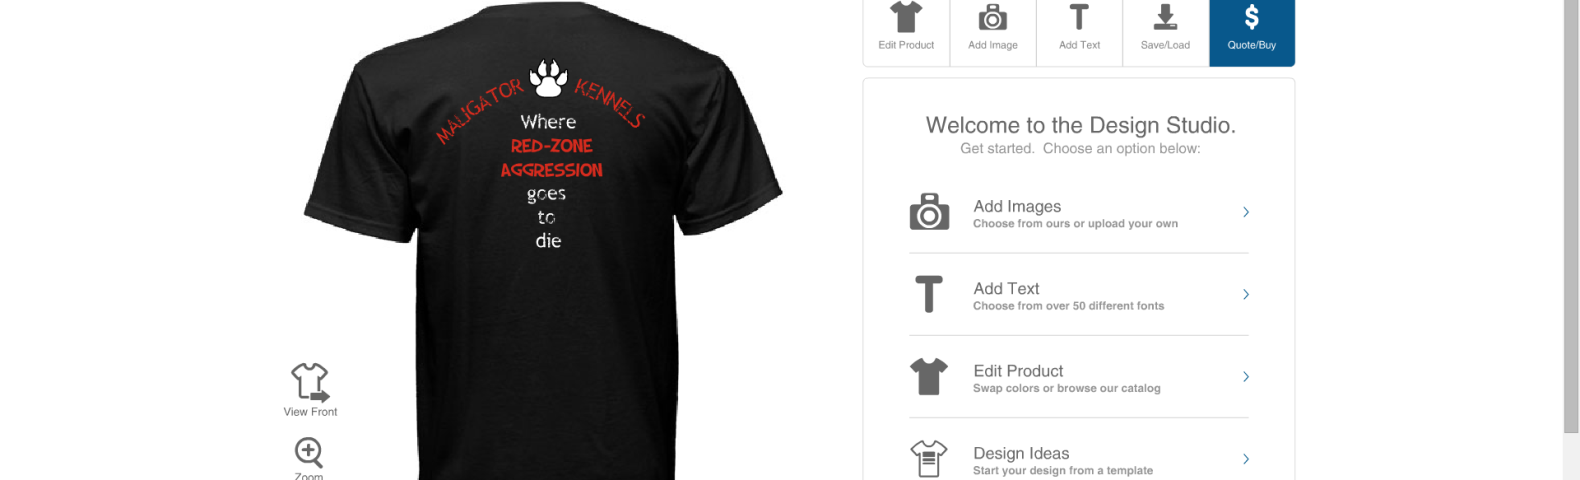 MALIGATOR KENNELS
Where
RED-ZONE
AGGRESSION
goes
to
die
View Front
Zoom
Edit Product
Add Image
Add Text
Save/Load
$
Quote/Buy
Welcome to the Design Studio.
Get started. Choose an option below:
Add Images
Choose from ours or upload your own
Add Text
Choose from over 50 different fonts
Edit Product
Swap colors or browse our catalog
Design Ideas
Start your design from a template